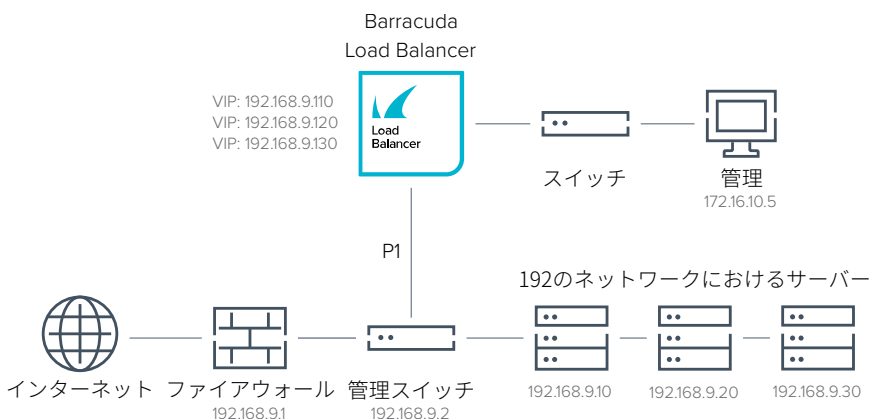 Barracuda
Load Balancer
VIP: 192.168.9.110
VIP: 192.168.9.120
VIP: 192.168.9.130
Load
Balancer
スイッチ
管理
172.16.10.5
P1
192のネットワークにおけるサーバー
インターネット
ファイアウォール
192.168.9.1
管理スイッチ
192.168.9.2
192.168.9.10
192.168.9.20
192.168.9.30